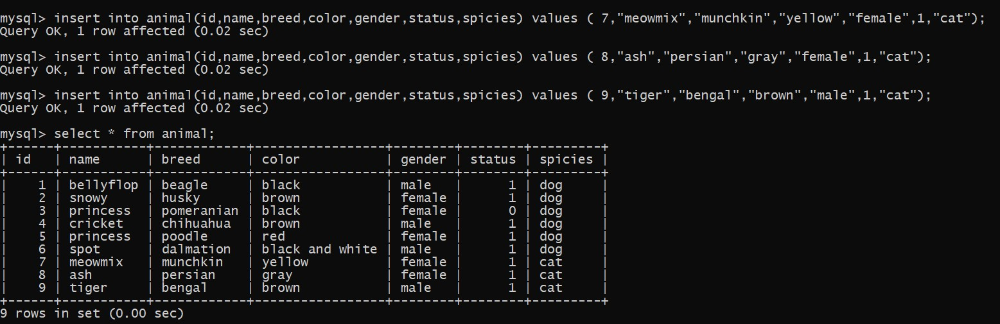 mysql> insert into animal(id,name,breed,color,gender,status,spicies) values ( 7,"meowmix","munchkin","yellow","female",1,"cat");
Query OK, 1 row affected (0.02 sec)
mysql> insert into animal(id,name,breed,color,gender,status,spicies) values ( 8,"ash","persian","gray","female",1,"cat");
Query OK, 1 row affected (0.02 sec)
mysql> insert into animal(id,name,breed,color,gender,status,spicies) values ( 9,"tiger","bengal","brown","male",1,"cat");
Query OK, 1 row affected (0.02 sec)
mysql> select * from animal;
+------+-----------+------------+-----------------+--------+--------+---------+
| id   | name      | breed      | color           | gender | status | spicies |
+------+-----------+------------+-----------------+--------+--------+---------+
|    1 | bellyflop | beagle     | black           | male   |      1 | dog     |
|    2 | snowy     | husky      | brown           | female |      1 | dog     |
|    3 | princess  | pomeranian | black           | female |      0 | dog     |
|    4 | cricket   | chihuahua  | brown           | male   |      1 | dog     |
|    5 | princess  | poodle     | red             | female |      1 | dog     |
|    6 | spot      | dalmation  | black and white | male   |      1 | dog     |
|    7 | meowmix   | munchkin   | yellow          | female |      1 | cat     |
|    8 | ash       | persian    | gray            | female |      1 | cat     |
|    9 | tiger     | bengal     | brown           | male   |      1 | cat     |
+------+-----------+------------+-----------------+--------+--------+---------+
9 rows in set (0.00 sec)